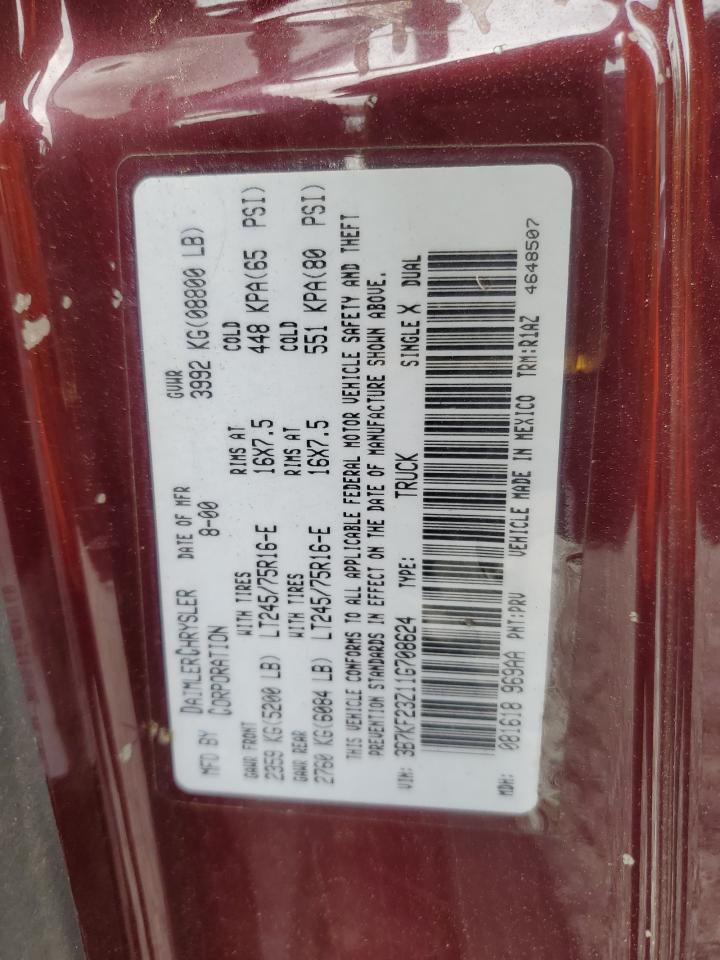 MFD BY DAIMLERCHRYSLER CORPORATION DATE OF MFR 8-00 GVWR 3992 KG(08800 LB)
GAWR FRONT WITH TIRES RIMS AT COLD
2359 KG(5200 LB) LT245/75R16-E 16X7.5 448 KPA(65 PSI)
GAWR REAR WITH TIRES RIMS AT COLD
2760 KG(6084 LB) LT245/75R16-E 16X7.5 551 KPA(80 PSI)
THIS VEHICLE CONFORMS TO ALL APPLICABLE FEDERAL MOTOR VEHICLE SAFETY AND THEFT
PREVENTION STANDARDS IN EFFECT ON THE DATE OF MANUFACTURE SHOWN ABOVE.
VIN: 3B7KF23Z11G708624 TYPE: TRUCK SINGLE X DUAL
MDH: 081618 969AA PNT:PRV VEHICLE MADE IN MEXICO TRM:R1AZ 4648507